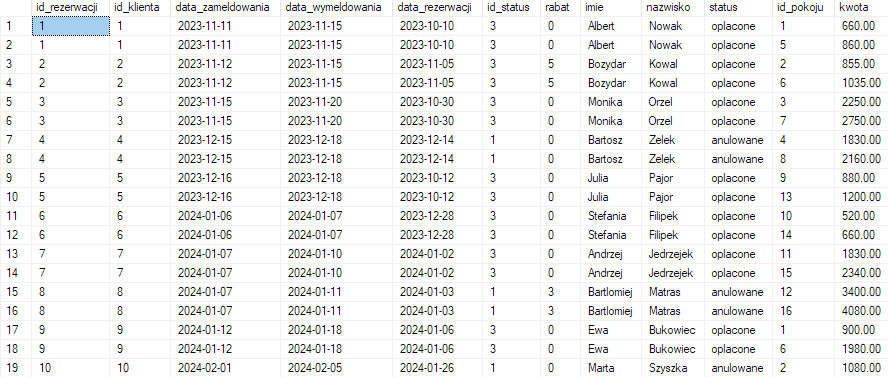 id_rezerwacji id_klienta data_zameldowania data_wymeldowania data_rezerwacji id_status rabat imie nazwisko status id_pokoju kwota
1 1 1 2023-11-11 2023-11-15 2023-10-10 3 0 Albert Nowak oplacone 1 660.00
2 1 1 2023-11-11 2023-11-15 2023-10-10 3 0 Albert Nowak oplacone 5 860.00
3 2 2 2023-11-12 2023-11-15 2023-11-05 3 5 Bozydar Kowal oplacone 2 855.00
4 2 2 2023-11-12 2023-11-15 2023-11-05 3 5 Bozydar Kowal oplacone 6 1035.00
5 3 3 2023-11-15 2023-11-20 2023-10-30 3 0 Monika Orzel oplacone 3 2250.00
6 3 3 2023-11-15 2023-11-20 2023-10-30 3 0 Monika Orzel oplacone 7 2750.00
7 4 4 2023-12-15 2023-12-18 2023-12-14 1 0 Bartosz Zelek anulowane 4 1830.00
8 4 4 2023-12-15 2023-12-18 2023-12-14 1 0 Bartosz Zelek anulowane 8 2160.00
9 5 5 2023-12-16 2023-12-18 2023-10-12 3 0 Julia Pajor oplacone 9 880.00
10 5 5 2023-12-16 2023-12-18 2023-10-12 3 0 Julia Pajor oplacone 13 1200.00
11 6 6 2024-01-06 2024-01-07 2023-12-28 3 0 Stefania Filipek oplacone 10 520.00
12 6 6 2024-01-06 2024-01-07 2023-12-28 3 0 Stefania Filipek oplacone 14 660.00
13 7 7 2024-01-07 2024-01-10 2024-01-02 3 0 Andrzej Jedrzejek oplacone 11 1830.00
14 7 7 2024-01-07 2024-01-10 2024-01-02 3 0 Andrzej Jedrzejek oplacone 15 2340.00
15 8 8 2024-01-07 2024-01-11 2024-01-03 1 3 Bartlomiej Matras anulowane 12 3400.00
16 8 8 2024-01-07 2024-01-11 2024-01-03 1 3 Bartlomiej Matras anulowane 16 4080.00
17 9 9 2024-01-12 2024-01-18 2024-01-06 3 0 Ewa Bukowiec oplacone 1 900.00
18 9 9 2024-01-12 2024-01-18 2024-01-06 3 0 Ewa Bukowiec oplacone 6 1980.00
19 10 10 2024-02-01 2024-02-05 2024-01-26 1 0 Marta Szyszka anulowane 2 1080.00